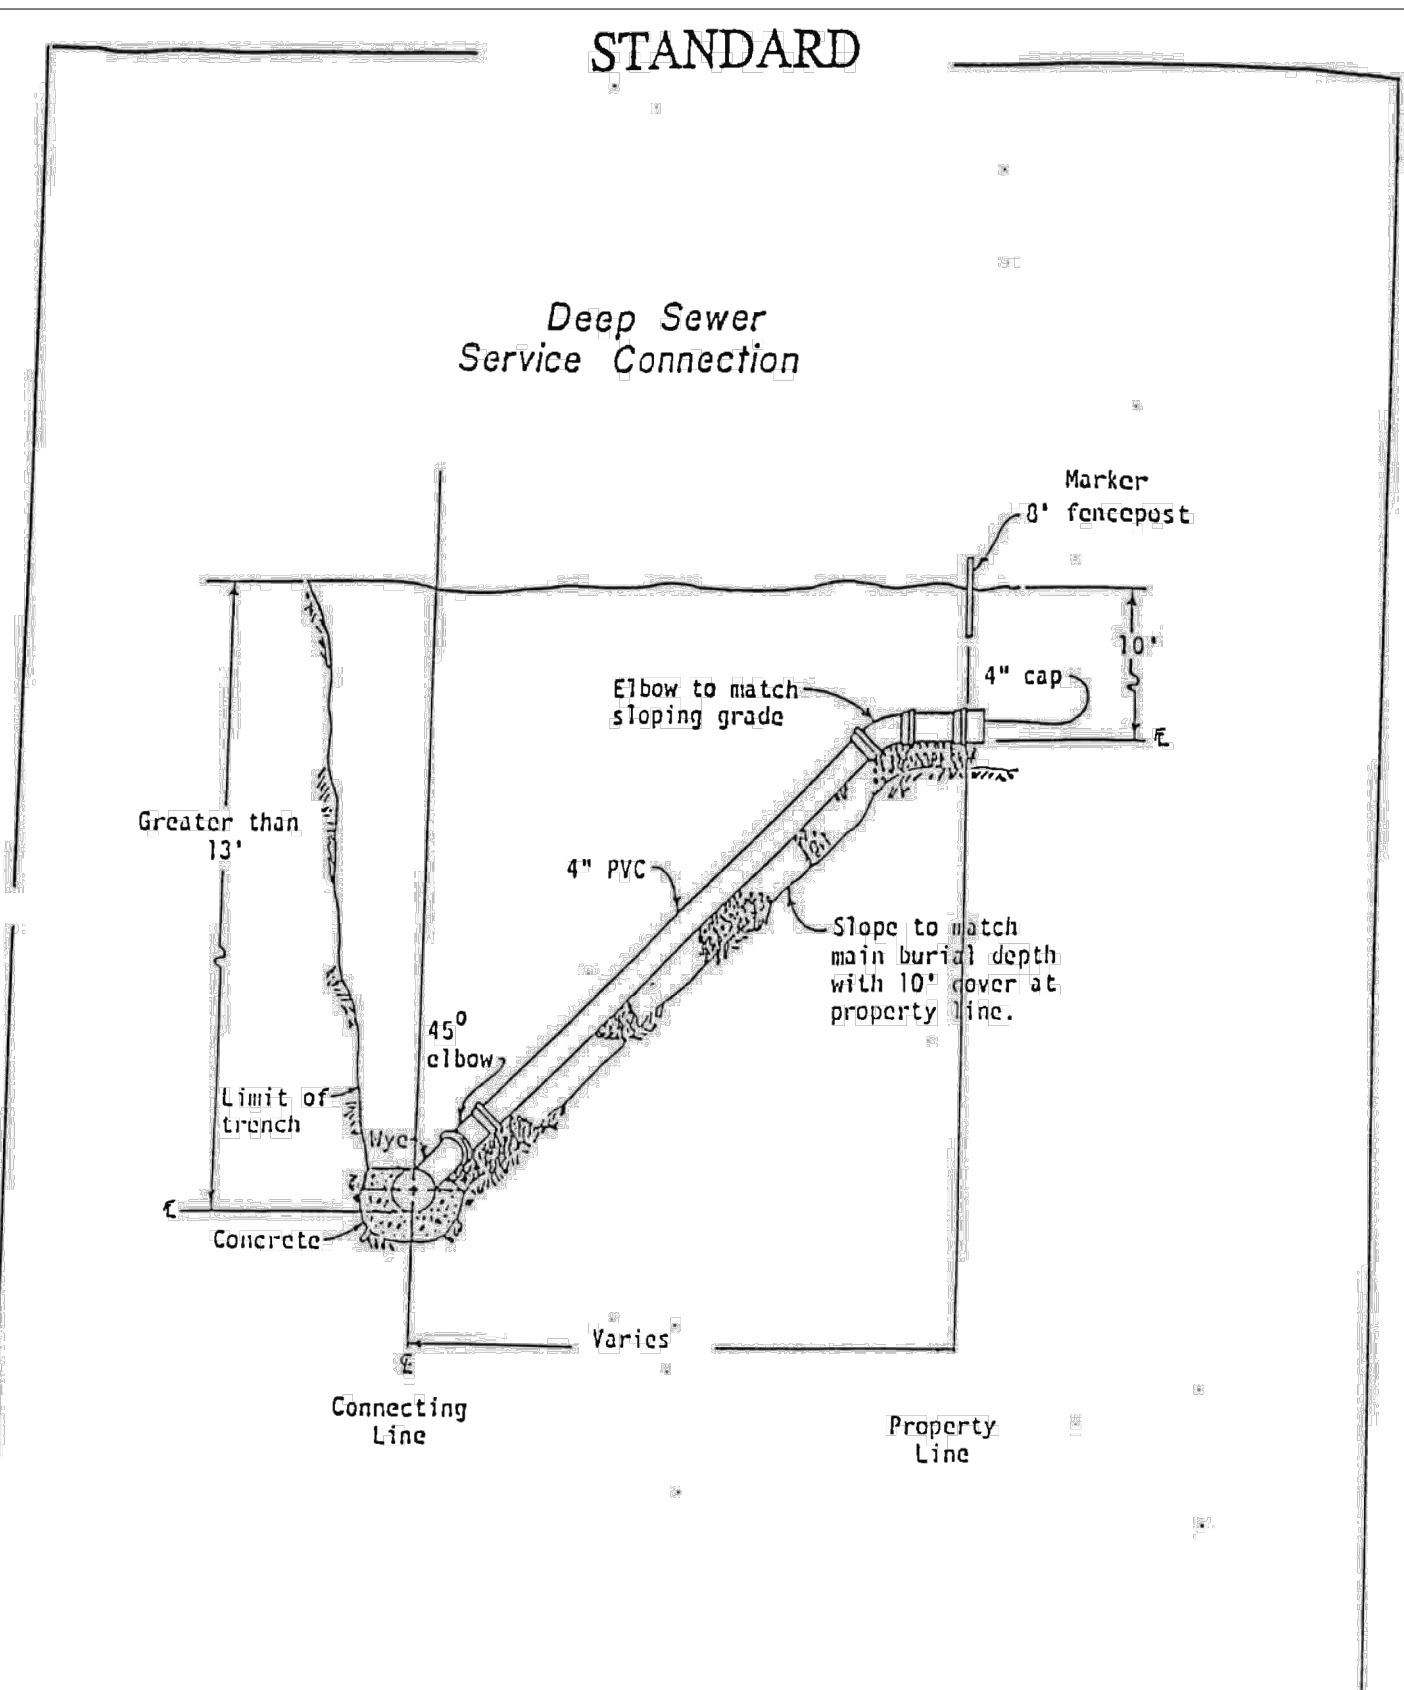 STANDARD
Deep Sewer
Service Connection
Marker
8' fencepost
10'
4" cap
Elbow to match
sloping grade
℄
Greater than
13'
4" PVC
Slope to match
main burial depth
with 10' cover at
property line.
45⁰
elbow
Limit of
trench
Wye
℄
Concrete
Varies
℄
Connecting
Line
Property
Line